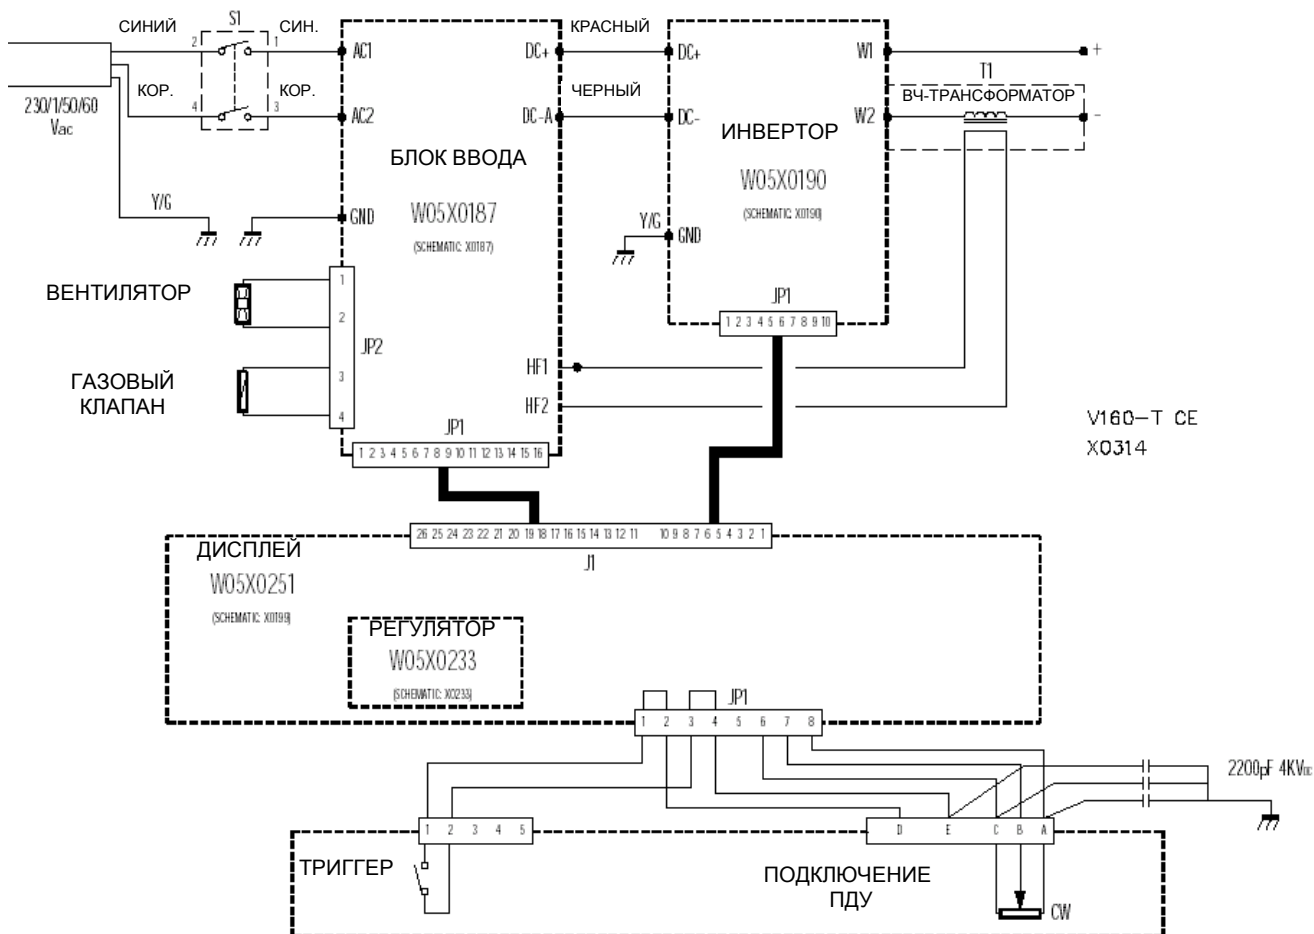 СИНИЙ
S1
СИН.
2
1
КОР.
КОР.
4
3
230/1/50/60
Vac
Y/G
AC1
AC2
GND
DC+
DC-A
БЛОК ВВОДА
W05X0187
(SCHEMATIC: X0187)
КРАСНЫЙ
ЧЕРНЫЙ
DC+
DC-
W1
W2
ИНВЕРТОР
W05X0190
(SCHEMATIC: X0190)
Y/G
GND
JP1
1 2 3 4 5 6 7 8 9 10
+
T1
ВЧ-ТРАНСФОРМАТОР
-
ВЕНТИЛЯТОР
ГАЗОВЫЙ
КЛАПАН
1
2
3
4
JP2
HF1
HF2
JP1
1 2 3 4 5 6 7 8 9 10 11 12 13 14 15 16
V160-T CE
X0314
26 25 24 23 22 21 20 19 18 17 16 15 14 13 12 11 10 9 8 7 6 5 4 3 2 1
J1
ДИСПЛЕЙ
W05X0251
(SCHEMATIC: X0199)
РЕГУЛЯТОР
W05X0233
(SCHEMATIC: X0233)
JP1
1 2 3 4 5 6 7 8
2200pF 4KVDC
1 2 3 4 5
D E C B A
ТРИГГЕР
ПОДКЛЮЧЕНИЕ
ПДУ
CW